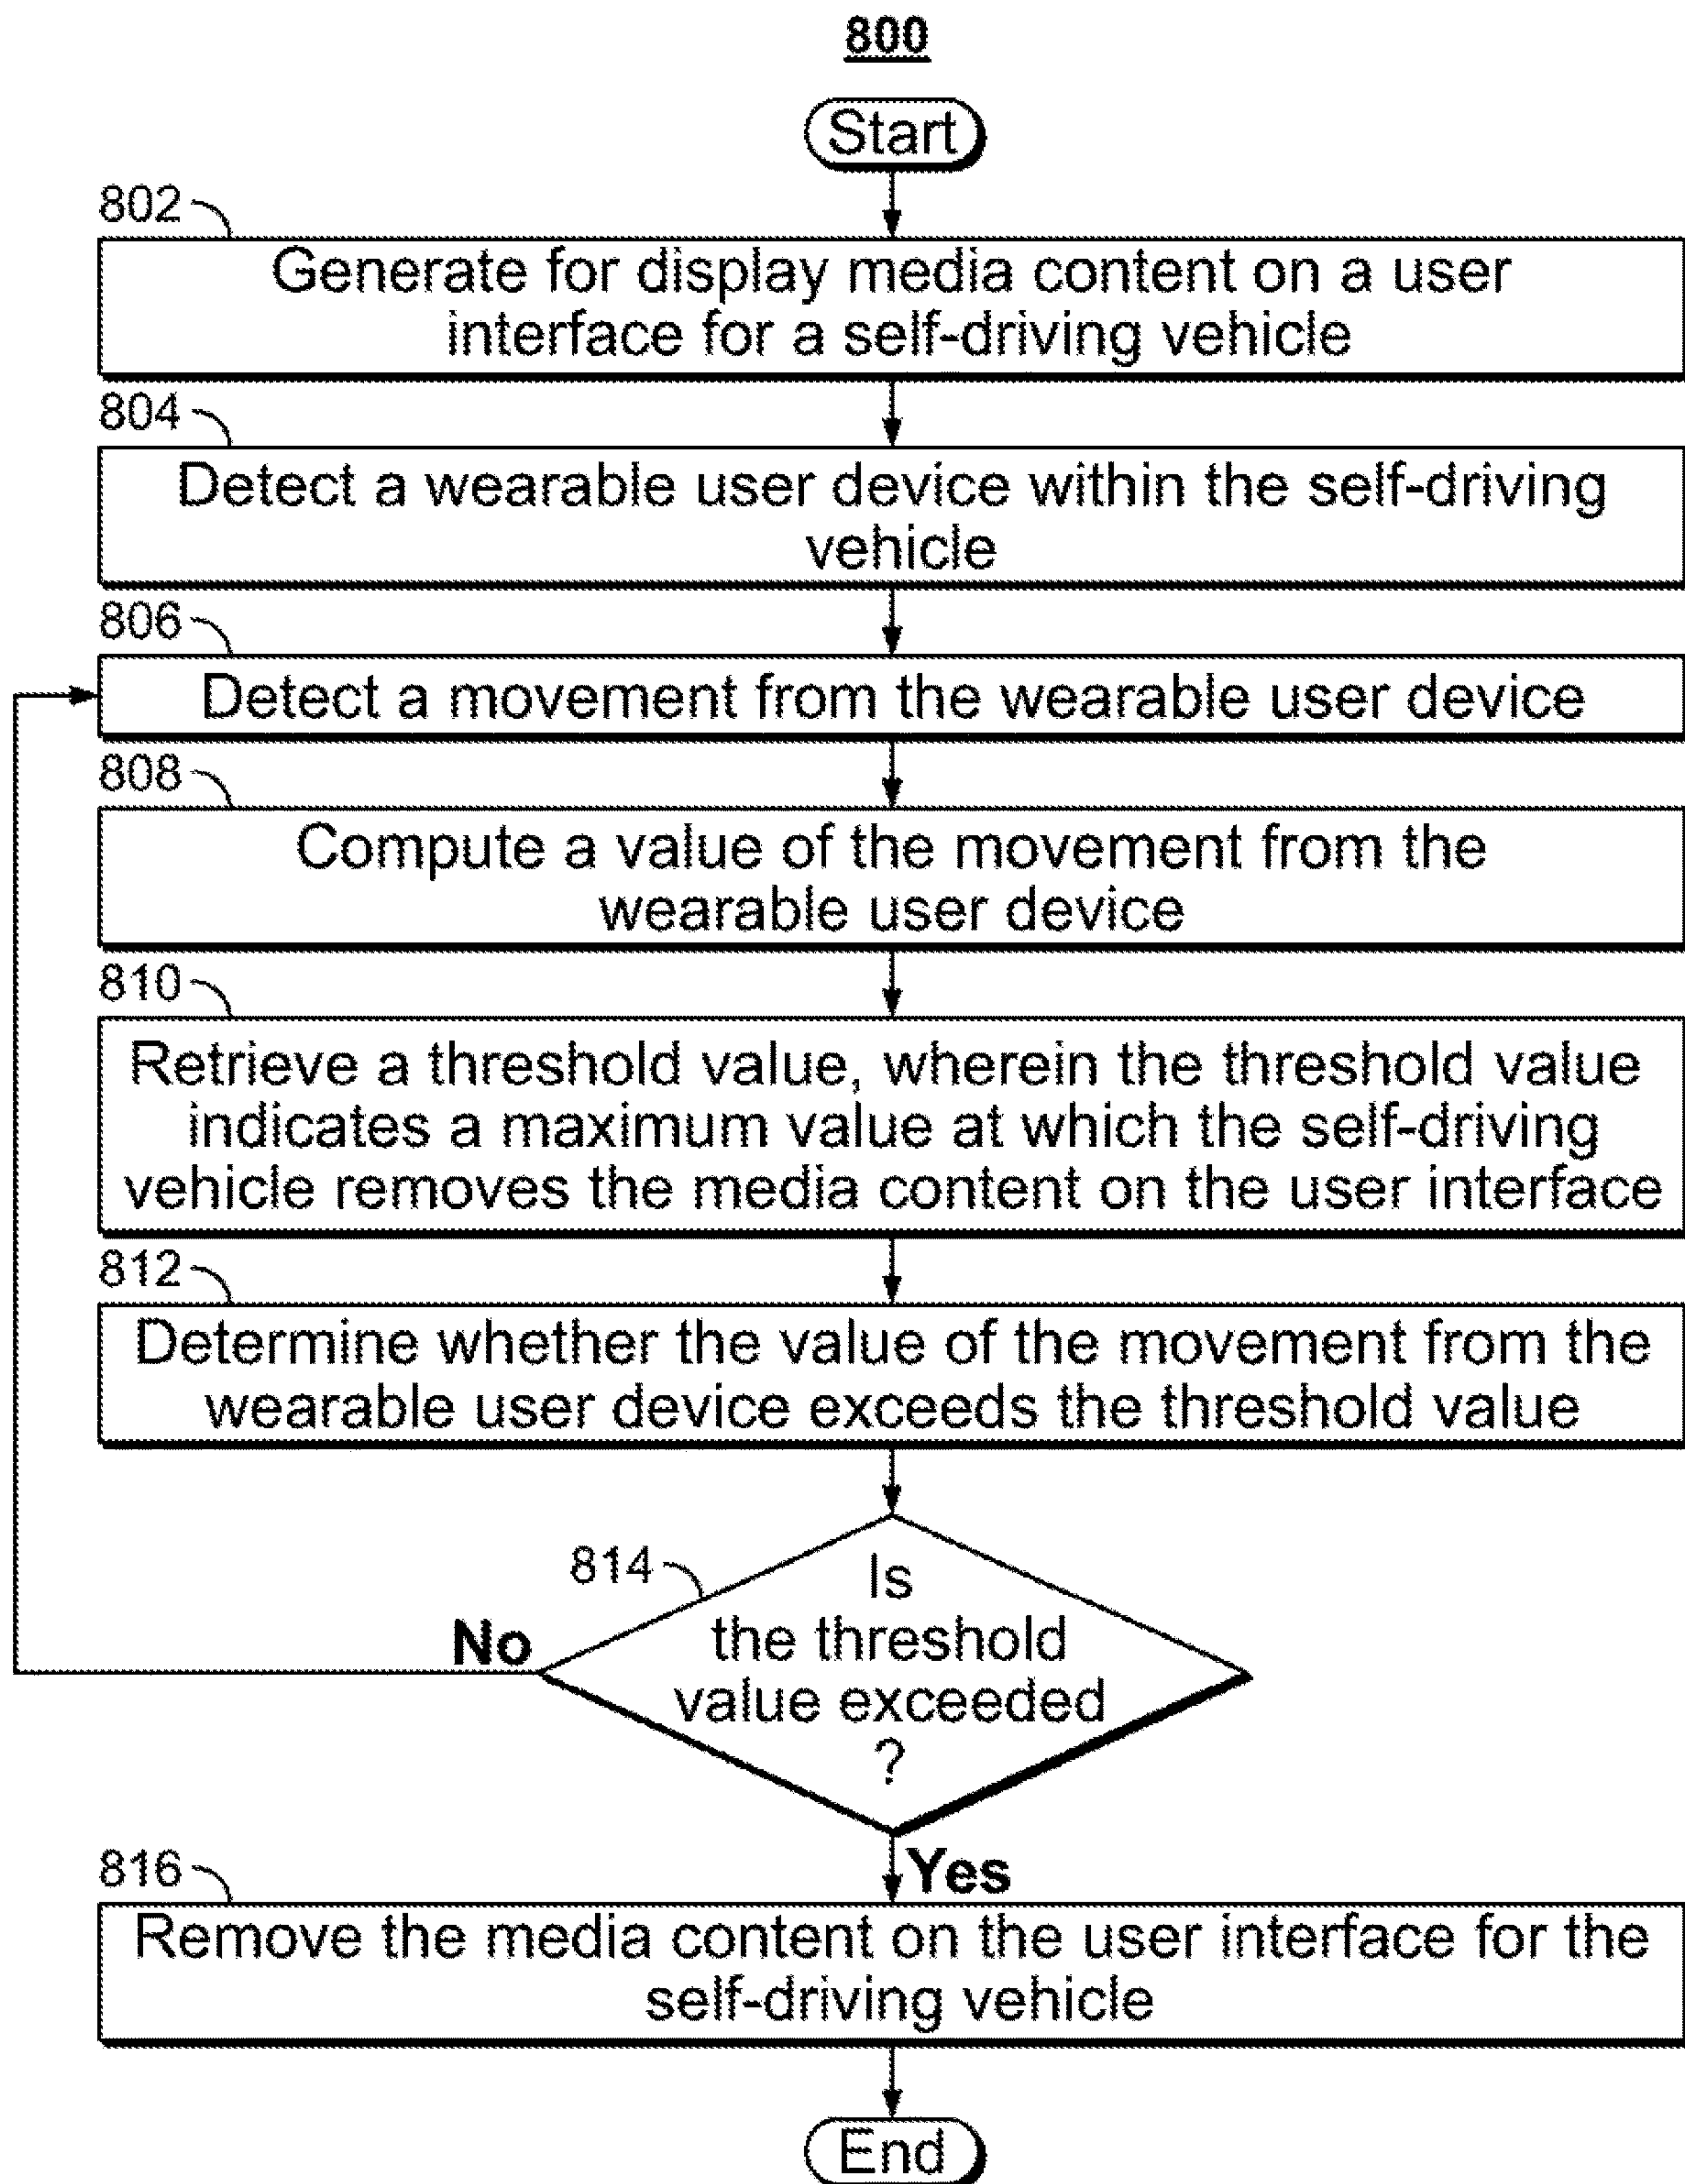 800
Start
802
Generate for display media content on a user
interface for a self-driving vehicle
804
Detect a wearable user device within the self-driving
vehicle
806
Detect a movement from the wearable user device
808
Compute a value of the movement from the
wearable user device
810
Retrieve a threshold value, wherein the threshold value
indicates a maximum value at which the self-driving
vehicle removes the media content on the user interface
812
Determine whether the value of the movement from the
wearable user device exceeds the threshold value
814
Is
the threshold
value exceeded
?
No
Yes
816
Remove the media content on the user interface for the
self-driving vehicle
End